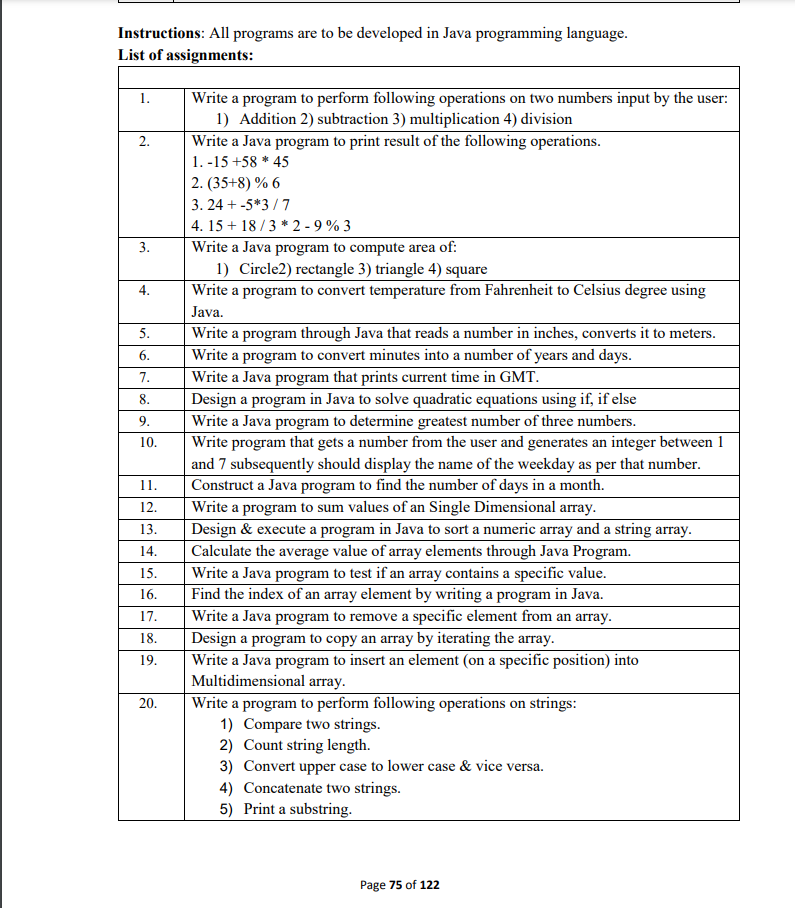 Instructions: All programs are to be developed in Java programming language.
List of assignments:
1. Write a program to perform following operations on two numbers input by the user:
1) Addition 2) subtraction 3) multiplication 4) division
2. Write a Java program to print result of the following operations.
1. -15 +58 * 45
2. (35+8) % 6
3. 24 + -5*3 / 7
4. 15 + 18 / 3 * 2 - 9 % 3
3. Write a Java program to compute area of:
1) Circle2) rectangle 3) triangle 4) square
4. Write a program to convert temperature from Fahrenheit to Celsius degree using
Java.
5. Write a program through Java that reads a number in inches, converts it to meters.
6. Write a program to convert minutes into a number of years and days.
7. Write a Java program that prints current time in GMT.
8. Design a program in Java to solve quadratic equations using if, if else
9. Write a Java program to determine greatest number of three numbers.
10. Write program that gets a number from the user and generates an integer between 1
and 7 subsequently should display the name of the weekday as per that number.
11. Construct a Java program to find the number of days in a month.
12. Write a program to sum values of an Single Dimensional array.
13. Design & execute a program in Java to sort a numeric array and a string array.
14. Calculate the average value of array elements through Java Program.
15. Write a Java program to test if an array contains a specific value.
16. Find the index of an array element by writing a program in Java.
17. Write a Java program to remove a specific element from an array.
18. Design a program to copy an array by iterating the array.
19. Write a Java program to insert an element (on a specific position) into
Multidimensional array.
20. Write a program to perform following operations on strings:
1) Compare two strings.
2) Count string length.
3) Convert upper case to lower case & vice versa.
4) Concatenate two strings.
5) Print a substring.
Page 75 of 122